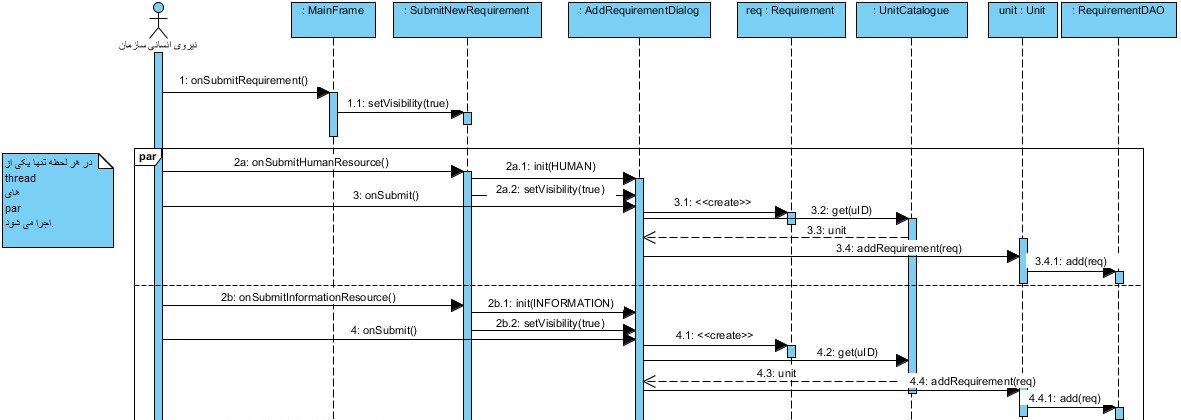 : MainFrame
: SubmitNewRequirement
: AddRequirementDialog
req : Requirement
: UnitCatalogue
unit : Unit
: RequirementDAO
نیروی انسانی سازمان
1: onSubmitRequirement()
1.1: setVisibility(true)
par
در هر لحظه تنها یکی از
thread
های
par
اجرا می شود.
2a: onSubmitHumanResource()
2a.1: init(HUMAN)
2a.2: setVisibility(true)
3: onSubmit()
3.1: <<create>>
3.2: get(uID)
3.3: unit
3.4: addRequirement(req)
3.4.1: add(req)
2b: onSubmitInformationResource()
2b.1: init(INFORMATION)
2b.2: setVisibility(true)
4: onSubmit()
4.1: <<create>>
4.2: get(uID)
4.3: unit
4.4: addRequirement(req)
4.4.1: add(req)